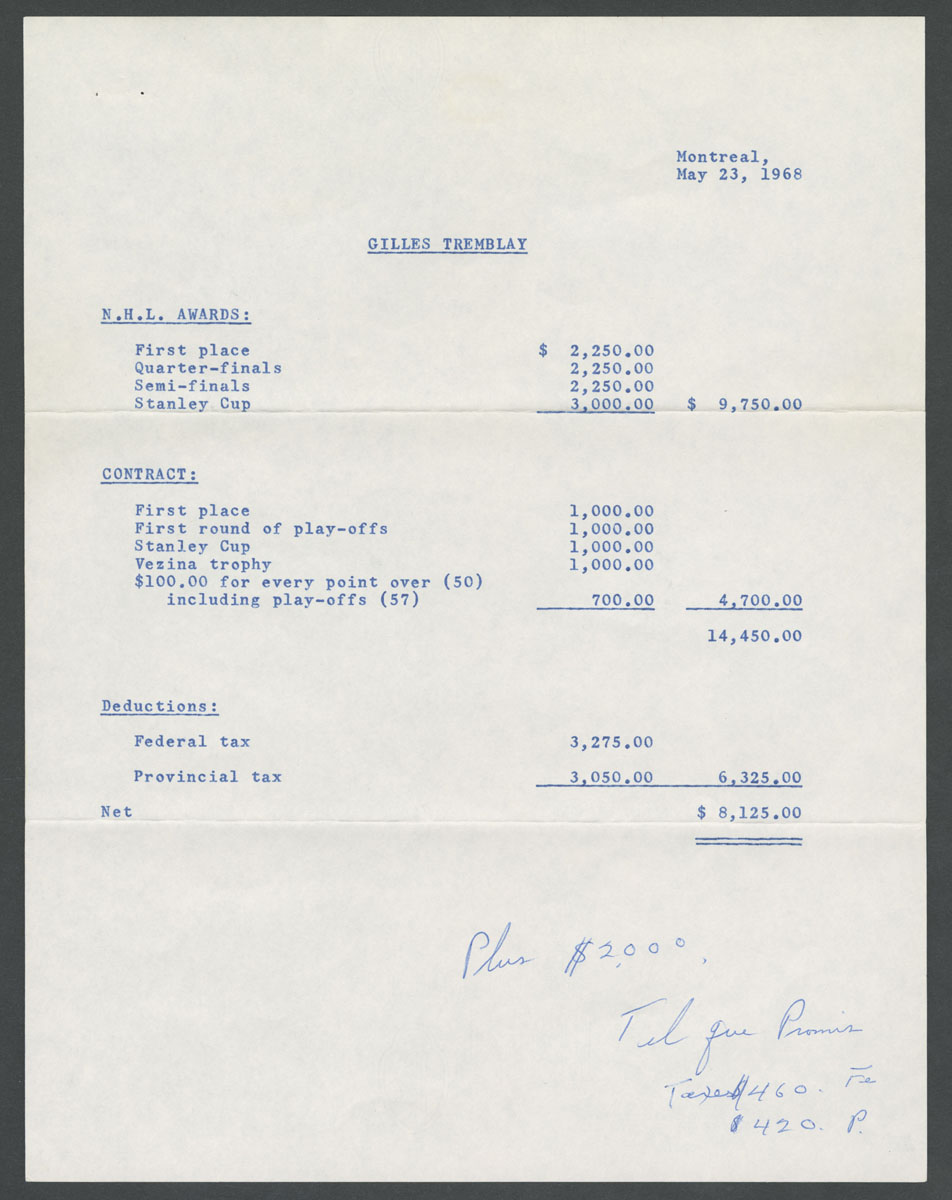 Montreal,
May 23, 1968
GILLES TREMBLAY
N.H.L. AWARDS:
First place $ 2,250.00
Quarter-finals 2,250.00
Semi-finals 2,250.00
Stanley Cup 3,000.00 $ 9,750.00
CONTRACT:
First place 1,000.00
First round of play-offs 1,000.00
Stanley Cup 1,000.00
Vezina trophy 1,000.00
$100.00 for every point over (50)
including play-offs (57) 700.00 4,700.00
14,450.00
Deductions:
Federal tax 3,275.00
Provincial tax 3,050.00 6,325.00
Net $ 8,125.00
Plus $2,000,
Tel que Promis
Taxes $460. Fe
$420. P.